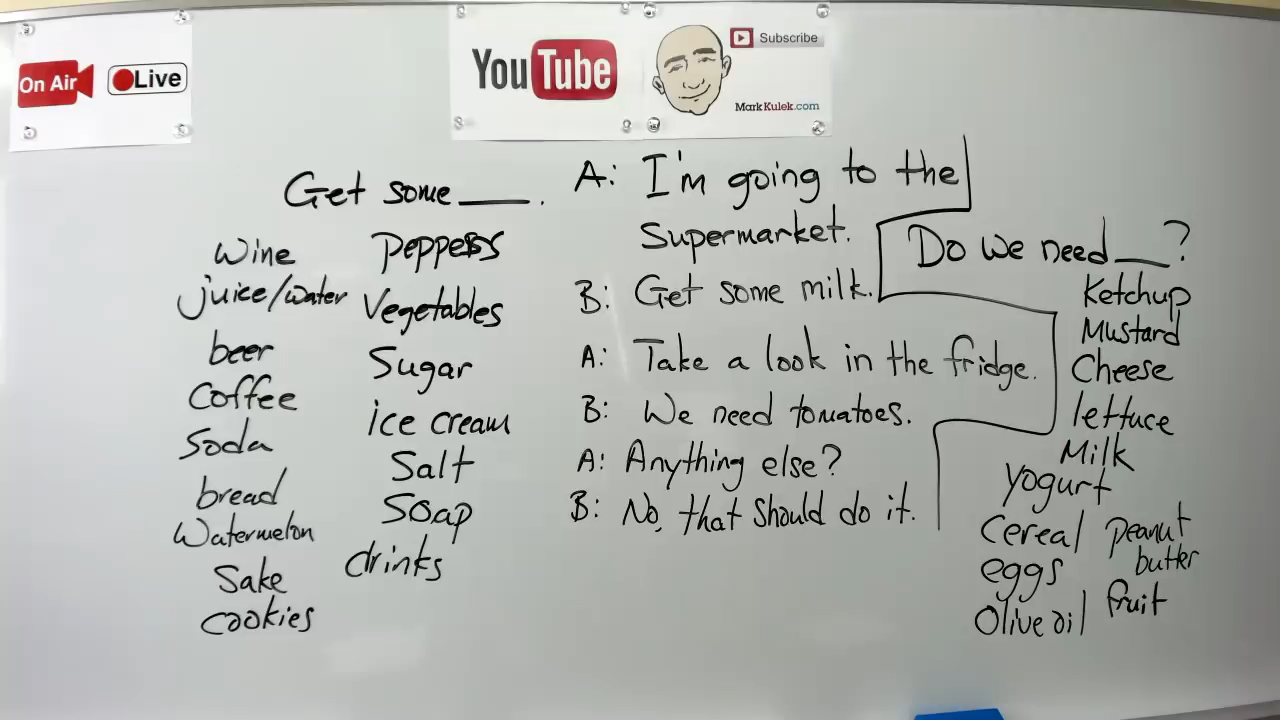 On Air
Live
YouTube
Subscribe
MarkKulek.com
Get some ___.
Wine
juice/water
beer
Coffee
Soda
bread
Watermelon
Sake
cookies
Peppers
Vegetables
Sugar
ice cream
Salt
Soap
drinks
A: I'm going to the
Supermarket.
B: Get some milk.
A: Take a look in the fridge.
B: We need tomatoes.
A: Anything else?
B: No, that should do it.
Do we need ___?
Ketchup
Mustard
Cheese
lettuce
Milk
yogurt
Cereal
eggs
Olive oil
peanut
butter
fruit